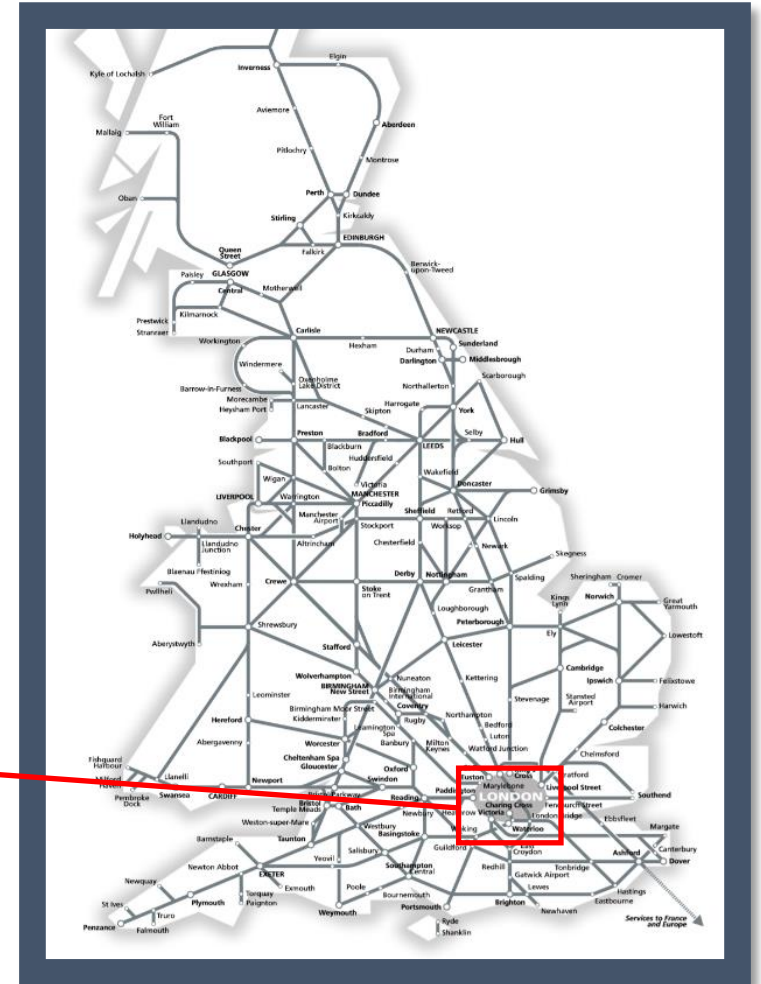 Elgin
Inverness
Kyle of Lochalsh
Aviemore
Fort
William
Mallaig
Aberdeen
Pitlochry
Montrose
Perth
Dundee
Oban
Stirling
Kirkcaldy
EDINBURGH
Queen
Street
Falkirk
Berwick-
upon-Tweed
Paisley
GLASGOW
Central
Motherwell
Prestwick
Kilmarnock
Stranraer
Carlisle
NEWCASTLE
Workington
Hexham
Sunderland
Durham
Darlington
Middlesbrough
Windermere
Scarborough
Oxenholme
Lake District
Barrow-in-Furness
Northallerton
Morecambe
Heysham Port
Lancaster
Harrogate
York
Skipton
Blackpool
Preston
Bradford
LEEDS
Selby
Hull
Blackburn
Huddersfield
Southport
Bolton
Wakefield
Wigan
Victoria
Doncaster
MANCHESTER
Piccadilly
Grimsby
LIVERPOOL
Warrington
Manchester
Airport
Sheffield
Retford
Lincoln
Llandudno
Chester
Stockport
Worksop
Holyhead
Llandudno
Junction
Altrincham
Chesterfield
Newark
Skegness
Blaenau Ffestiniog
Derby
Nottingham
Spalding
Sheringham
Cromer
Pwllheli
Wrexham
Crewe
Stoke
on Trent
Grantham
Kings
Lynn
Norwich
Great
Yarmouth
Loughborough
Peterborough
Shrewsbury
Ely
Lowestoft
Aberystwyth
Stafford
Leicester
Wolverhampton
BIRMINGHAM
New Street
Nuneaton
Kettering
Cambridge
Birmingham
International
Ipswich
Felixstowe
Leominster
Birmingham Moor Street
Coventry
Stevenage
Stansted
Airport
Harwich
Hereford
Kidderminster
Rugby
Northampton
Leamington
Spa
Bedford
Colchester
Abergavenny
Worcester
Banbury
Milton
Keynes
Luton
Watford Junction
Chelmsford
Cheltenham Spa
Gloucester
Oxford
Fishguard
Harbour
Euston
Cross
Stratford
Milford
Haven
Llanelli
Newport
Swindon
Marylebone
Liverpool Street
Paddington
LONDON
Southend
Pembroke
Dock
Swansea
CARDIFF
Bristol Parkway
Reading
Fenchurch Street
Bristol
Temple Meads
Bath
Charing Cross
Newbury
Heathrow
Victoria
London Bridge
Ebbsfleet
Weston-super-Mare
Westbury
Basingstoke
Woking
Waterloo
Margate
Barnstaple
Taunton
Salisbury
Guildford
East
Croydon
Canterbury
Ashford
Dover
Yeovil
Redhill
Tonbridge
Newton Abbot
Southampton
Central
Gatwick Airport
EXETER
Newquay
Exmouth
Poole
Lewes
Hastings
Torquay
Paignton
Bournemouth
Eastbourne
St Ives
Plymouth
Brighton
Newhaven
Truro
Weymouth
Portsmouth
Penzance
Falmouth
Ryde
Shanklin
Services to France
and Europe